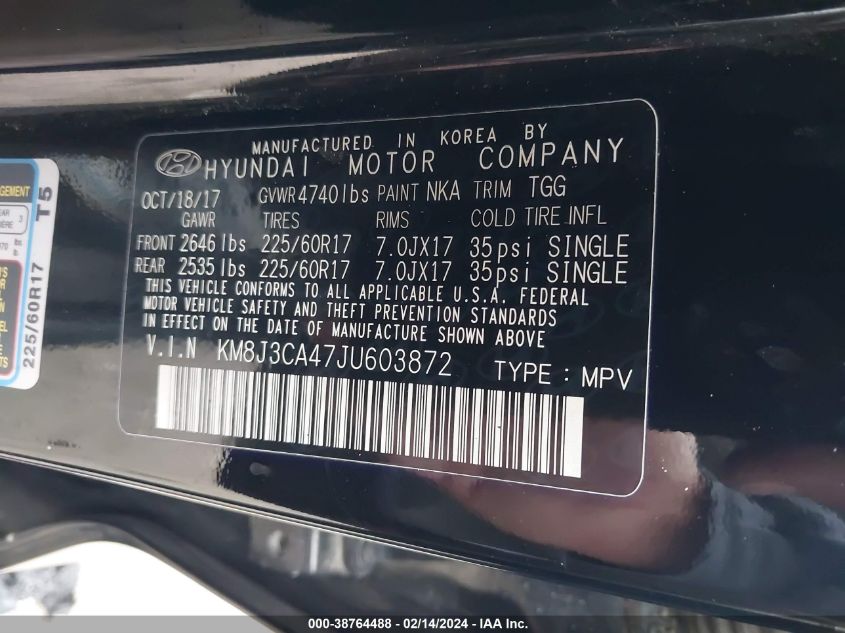 MANUFACTURED IN KOREA BY
HYUNDAI MOTOR COMPANY
OCT/18/17 GVWR 4740 lbs PAINT NKA TRIM TGG
GAWR TIRES RIMS COLD TIRE INFL
FRONT 2646 lbs 225/60R17 7.0JX17 35psi SINGLE
REAR 2535 lbs 225/60R17 7.0JX17 35psi SINGLE
THIS VEHICLE CONFORMS TO ALL APPLICABLE U.S.A. FEDERAL
MOTOR VEHICLE SAFETY AND THEFT PREVENTION STANDARDS
IN EFFECT ON THE DATE OF MANUFACTURE SHOWN ABOVE
V.I.N KM8J3CA47JU603872 TYPE : MPV
T5
225/60R17
000-38764488 - 02/14/2024 - IAA Inc.